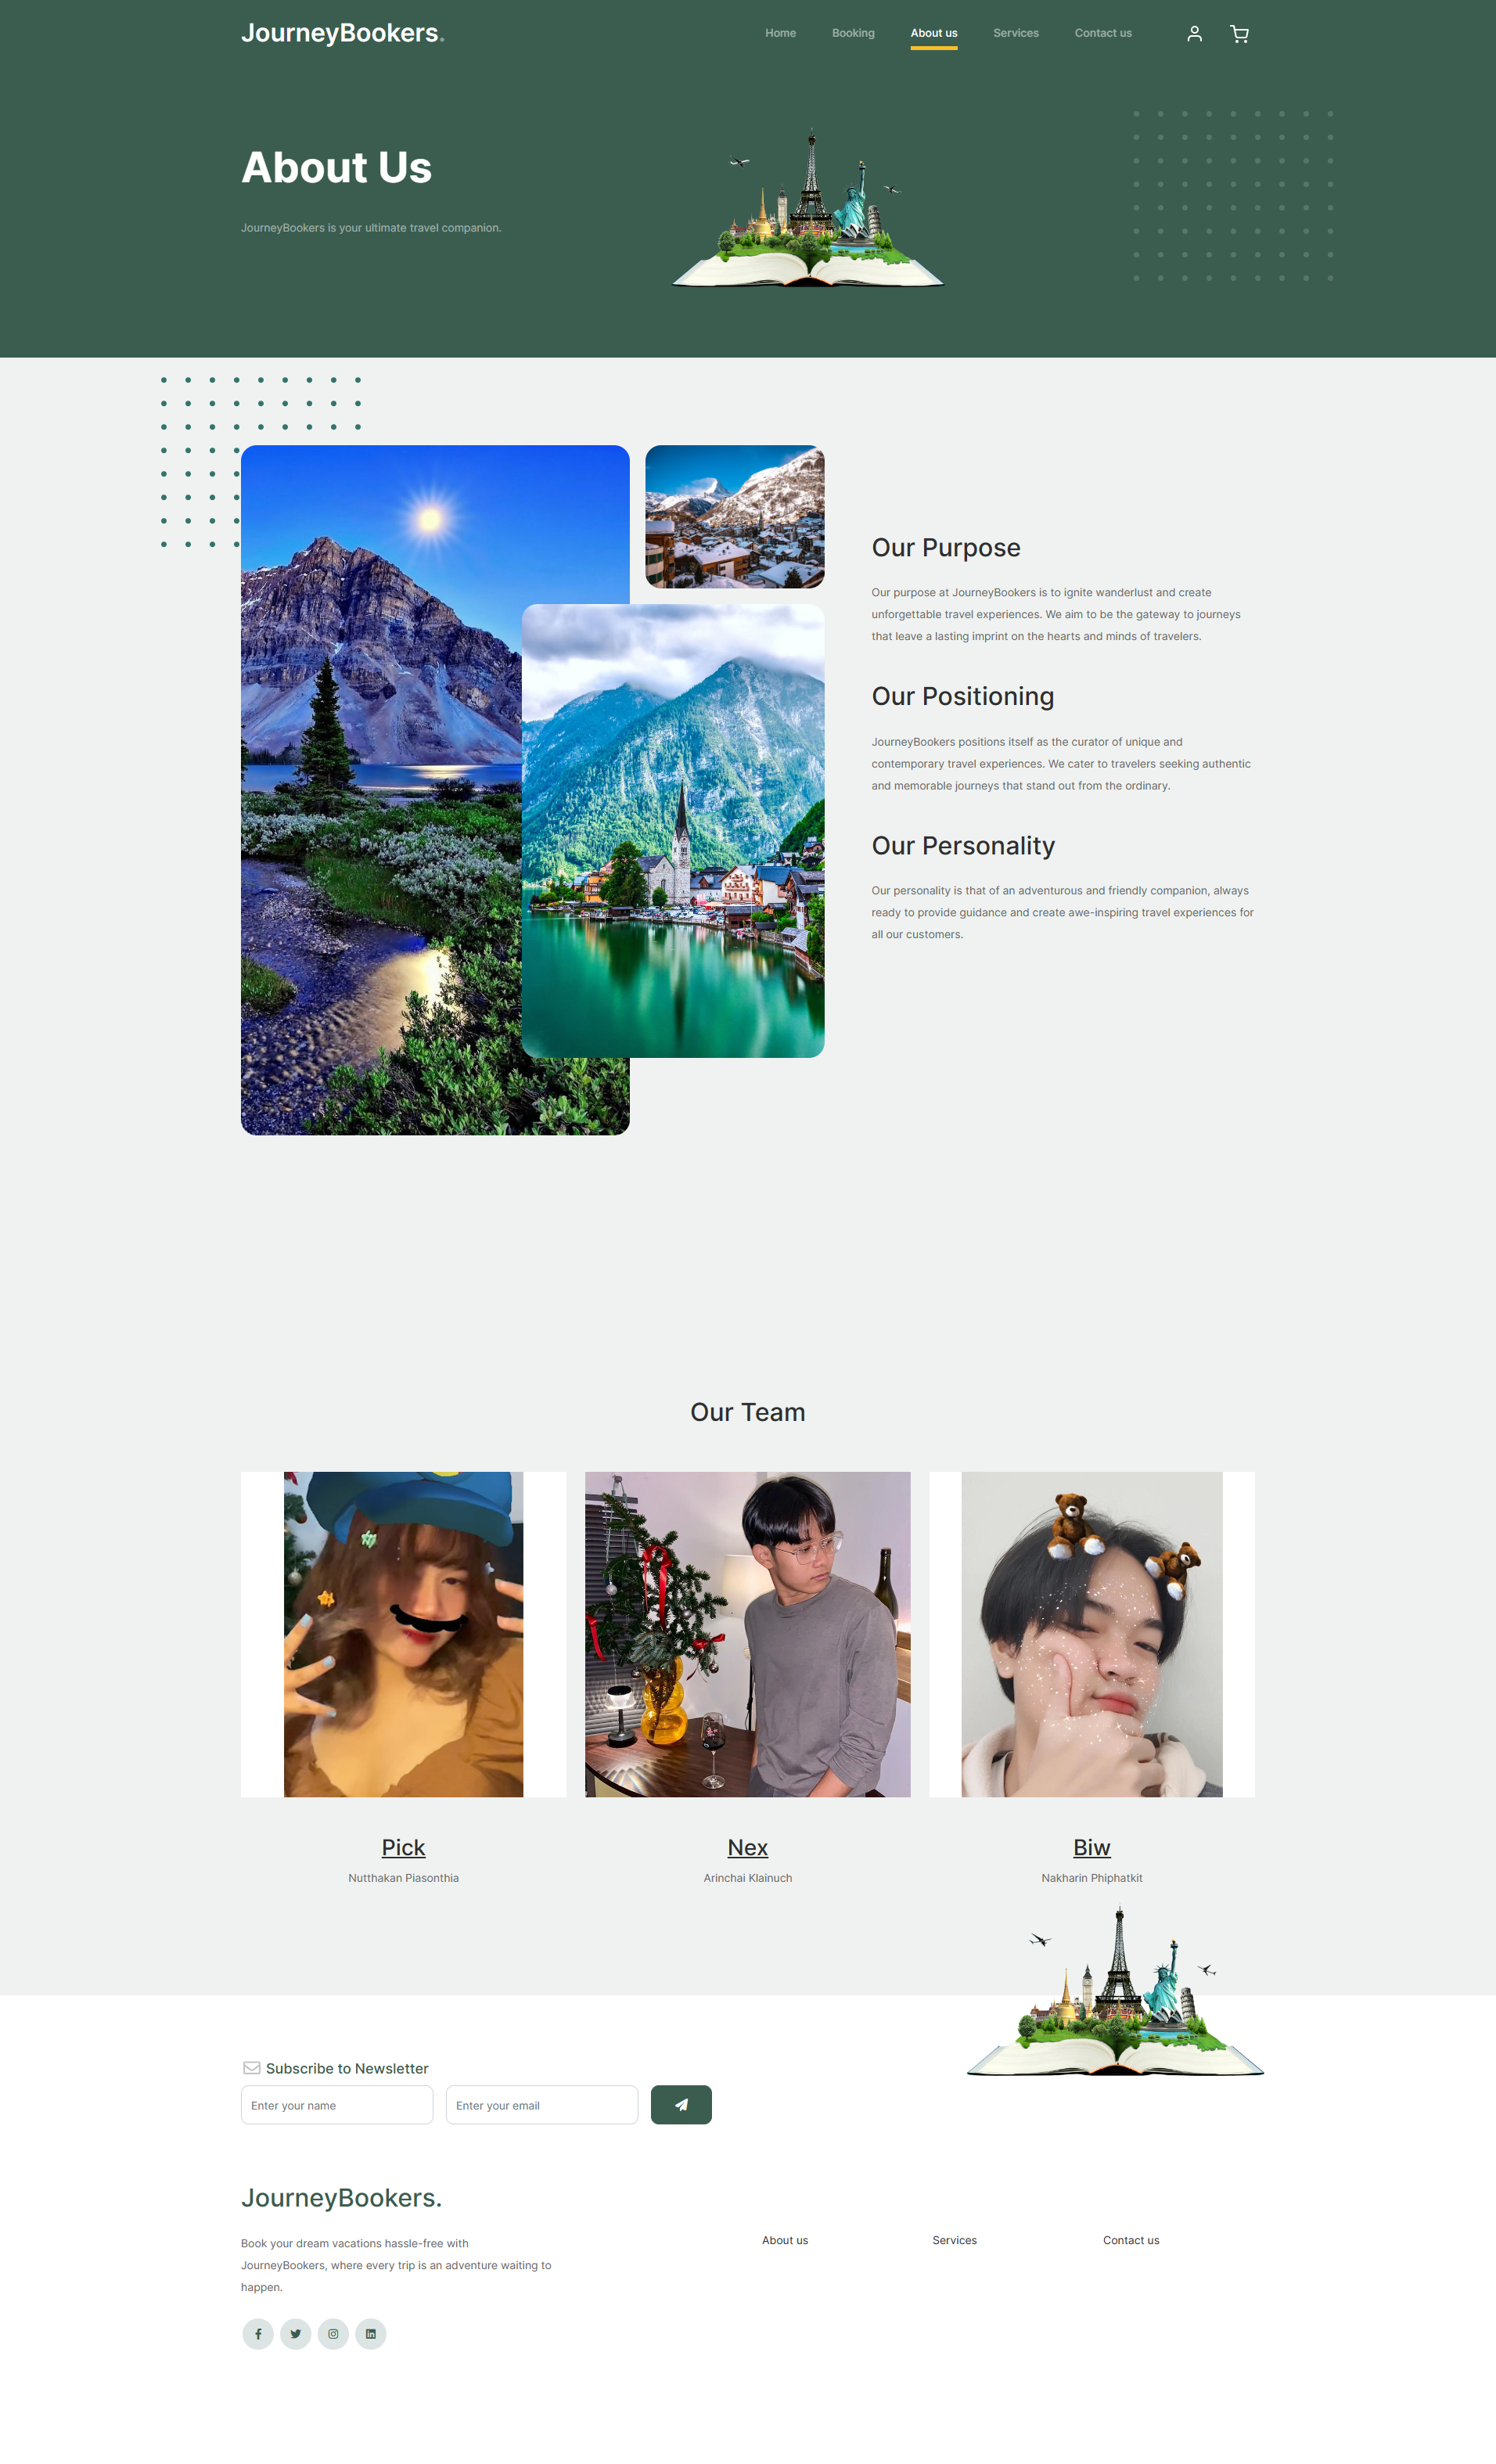 JourneyBookers.
Home
Booking
About us
Services
Contact us
About Us
JourneyBookers is your ultimate travel companion.
Our Purpose
Our purpose at JourneyBookers is to ignite wanderlust and create
unforgettable travel experiences. We aim to be the gateway to journeys
that leave a lasting imprint on the hearts and minds of travelers.
Our Positioning
JourneyBookers positions itself as the curator of unique and
contemporary travel experiences. We cater to travelers seeking authentic
and memorable journeys that stand out from the ordinary.
Our Personality
Our personality is that of an adventurous and friendly companion, always
ready to provide guidance and create awe-inspiring travel experiences for
all our customers.
Our Team
Pick
Nutthakan Piasonthia
Nex
Arinchai Klainuch
Biw
Nakharin Phiphatkit
Subscribe to Newsletter
Enter your name
Enter your email
JourneyBookers.
Book your dream vacations hassle-free with
JourneyBookers, where every trip is an adventure waiting to
happen.
About us
Services
Contact us